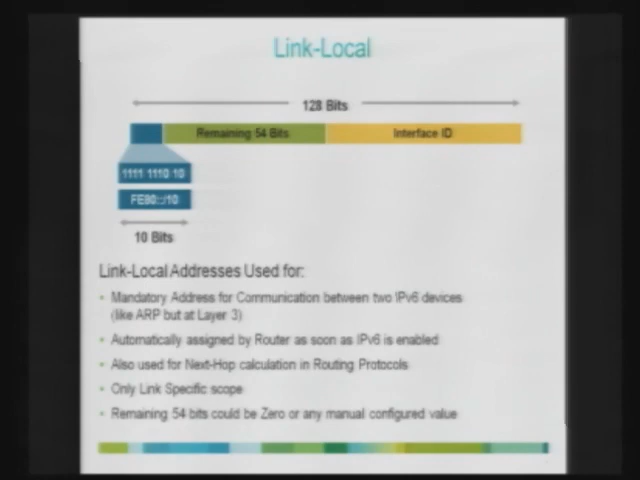 Link-Local
128 Bits
Remaining 54 Bits
Interface ID
1111 1110 10
FE80::/10
10 Bits
Link-Local Addresses Used for:
Mandatory Address for Communication between two IPv6 devices
(like ARP but at Layer 3)
Automatically assigned by Router as soon as IPv6 is enabled
Also used for Next-Hop calculation in Routing Protocols
Only Link Specific scope
Remaining 54 bits could be Zero or any manual configured value